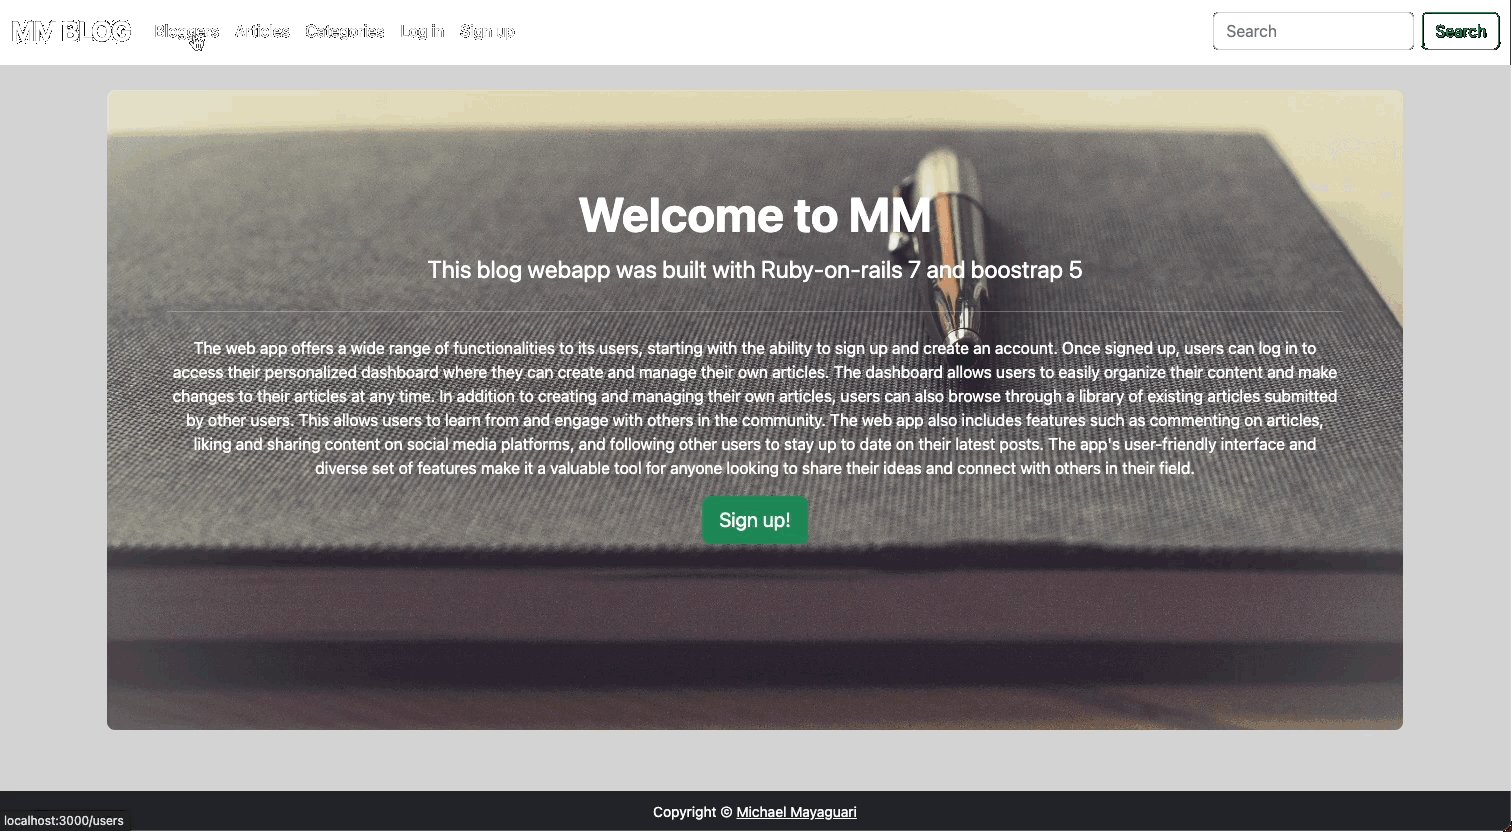 MM BLOG Bloggers Articles Categories Log in Sign up Search Search
Welcome to MM
This blog webapp was built with Ruby-on-rails 7 and boostrap 5
The web app offers a wide range of functionalities to its users, starting with the ability to sign up and create an account. Once signed up, users can log in to
access their personalized dashboard where they can create and manage their own articles. The dashboard allows users to easily organize their content and make
changes to their articles at any time. In addition to creating and managing their own articles, users can also browse through a library of existing articles submitted
by other users. This allows users to learn from and engage with others in the community. The web app also includes features such as commenting on articles,
liking and sharing content on social media platforms, and following other users to stay up to date on their latest posts. The app's user-friendly interface and
diverse set of features make it a valuable tool for anyone looking to share their ideas and connect with others in their field.
Sign up!
Copyright © Michael Mayaguari
localhost:3000/users